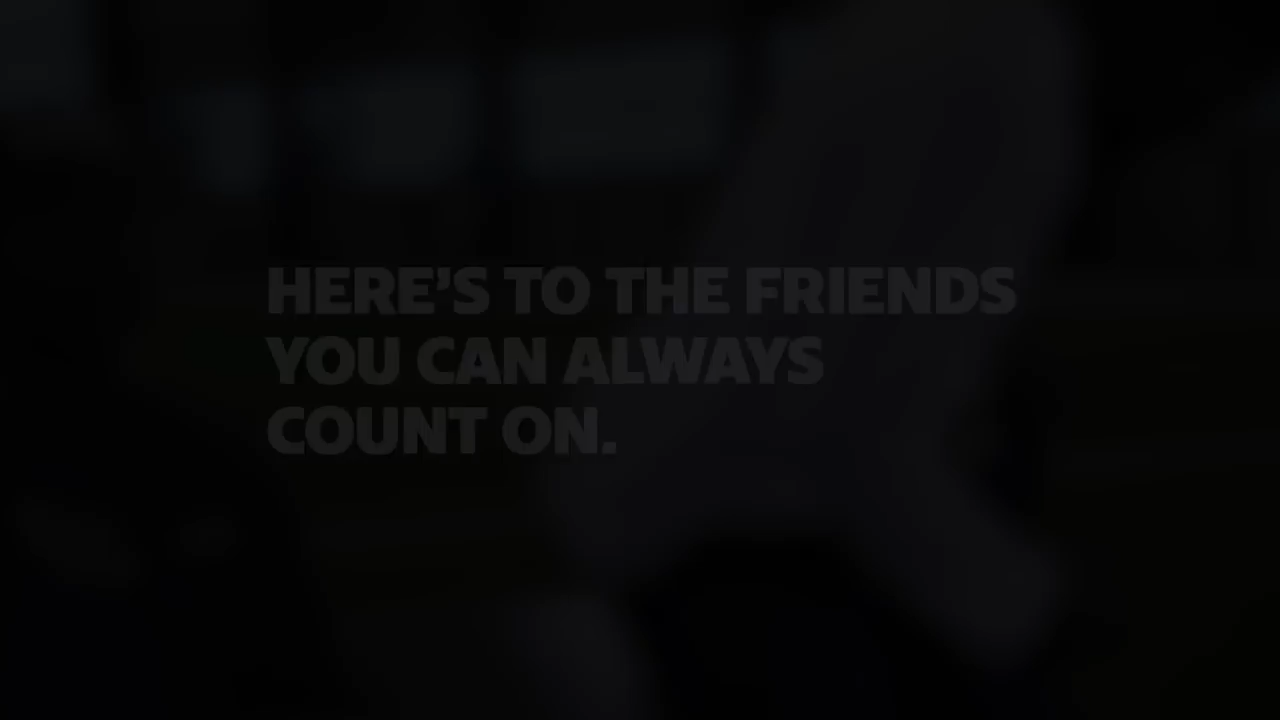 HERE’S TO THE FRIENDS
YOU CAN ALWAYS
COUNT ON.